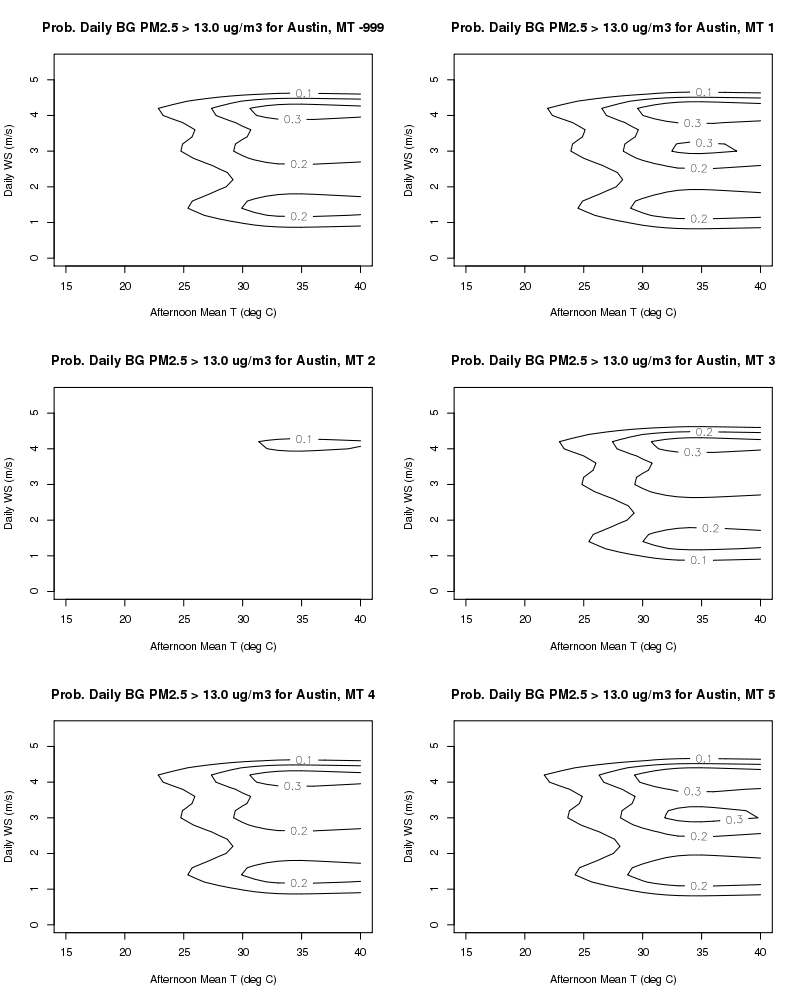 Prob. Daily BG PM2.5 > 13.0 ug/m3 for Austin, MT -999
Daily WS (m/s)
5
4
3
2
1
0
0.1
0.3
0.2
0.2
15 20 25 30 35 40
Afternoon Mean T (deg C)
Prob. Daily BG PM2.5 > 13.0 ug/m3 for Austin, MT 1
Daily WS (m/s)
5
4
3
2
1
0
0.1
0.3
0.3
0.2
0.2
15 20 25 30 35 40
Afternoon Mean T (deg C)
Prob. Daily BG PM2.5 > 13.0 ug/m3 for Austin, MT 2
Daily WS (m/s)
5
4
3
2
1
0
0.1
15 20 25 30 35 40
Afternoon Mean T (deg C)
Prob. Daily BG PM2.5 > 13.0 ug/m3 for Austin, MT 3
Daily WS (m/s)
5
4
3
2
1
0
0.2
0.3
0.2
0.1
15 20 25 30 35 40
Afternoon Mean T (deg C)
Prob. Daily BG PM2.5 > 13.0 ug/m3 for Austin, MT 4
Daily WS (m/s)
5
4
3
2
1
0
0.1
0.3
0.2
0.2
15 20 25 30 35 40
Afternoon Mean T (deg C)
Prob. Daily BG PM2.5 > 13.0 ug/m3 for Austin, MT 5
Daily WS (m/s)
5
4
3
2
1
0
0.1
0.3
0.3
0.2
0.2
15 20 25 30 35 40
Afternoon Mean T (deg C)